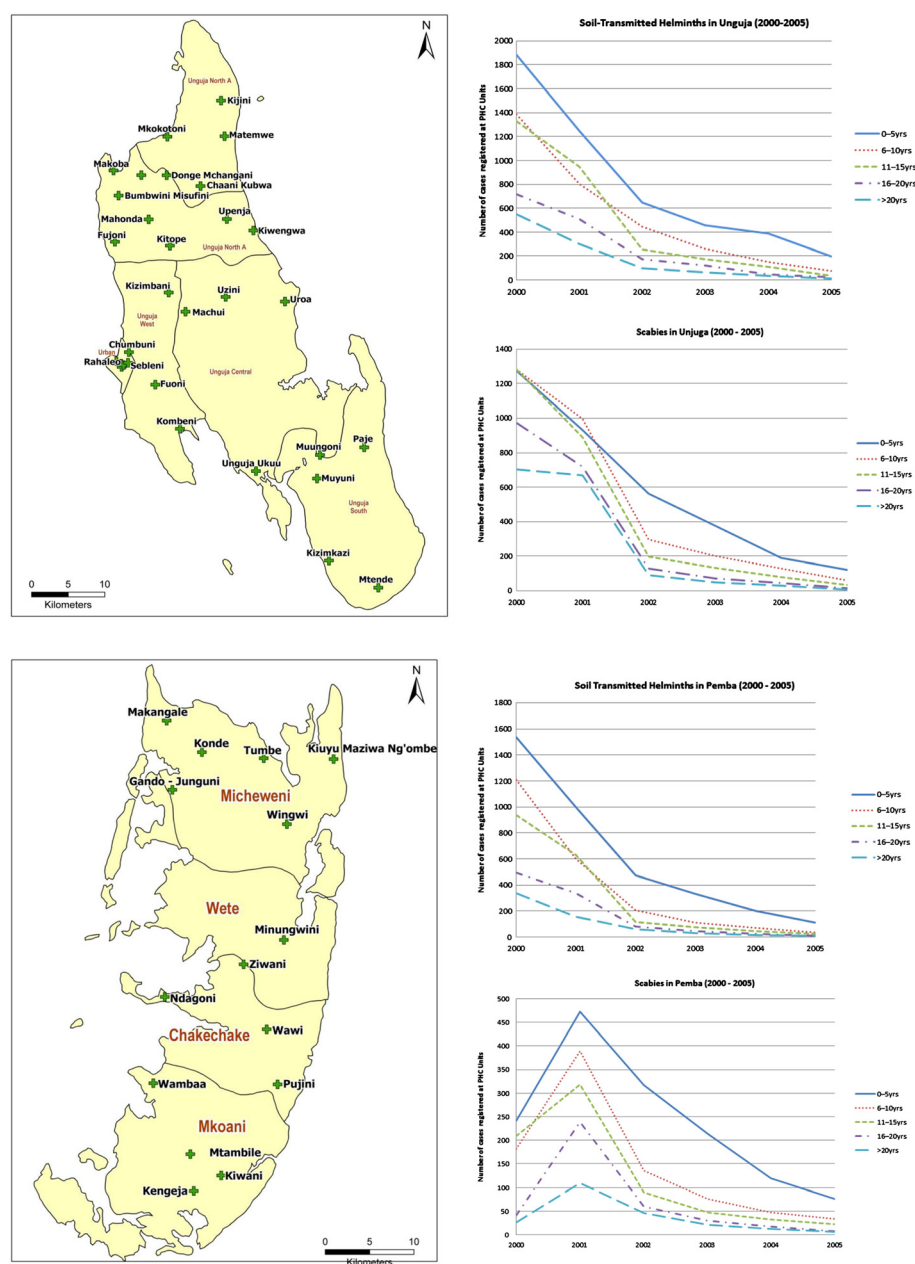 N
Unguja North A
Kijini
Mkokotoni
Matemwe
Makoba
Donge Mchangani
Chaani Kubwa
Bumbwini Misufini
Upenja
Mahonda
Kiwengwa
Fujoni
Kitope
Unguja North A
Kizimbani
Uzini
Uroa
Machui
Unguja
West
Chumbuni
Urban
Rahaleo
Sebleni
Unguja Central
Fuoni
Kombeni
Paje
Muungoni
Unguja Ukuu
Muyuni
Unguja
South
Kizimkazi
Mtende
0 5 10
Kilometers
Soil-Transmitted Helminths in Unguja (2000-2005)
Number of cases registered at PHC Units
2000
1800
1600
1400
1200
1000
800
600
400
200
0
2000 2001 2002 2003 2004 2005
0–5yrs
6–10yrs
11–15yrs
16–20yrs
>20yrs
Scabies in Unjuga (2000 - 2005)
Number of cases registered at PHC Units
1400
1200
1000
800
600
400
200
0
2000 2001 2002 2003 2004 2005
0–5yrs
6–10yrs
11–15yrs
16–20yrs
>20yrs
N
Makangale
Konde
Tumbe
Kiuyu Maziwa Ng'ombe
Gando - Junguni
Micheweni
Wingwi
Wete
Minungwini
Ziwani
Ndagoni
Wawi
Chakechake
Wambaa
Pujini
Mkoani
Mtambile
Kiwani
Kengeja
0 5 10
Kilometers
Soil Transmitted Helminths in Pemba (2000 - 2005)
Number of cases registered at PHC Units
1800
1600
1400
1200
1000
800
600
400
200
0
2000 2001 2002 2003 2004 2005
0–5yrs
6–10yrs
11–15yrs
16–20yrs
>20yrs
Scabies in Pemba (2000 - 2005)
Number of cases registered at PHC Units
500
450
400
350
300
250
200
150
100
50
0
2000 2001 2002 2003 2004 2005
0–5yrs
6–10yrs
11–15yrs
16–20yrs
>20yrs